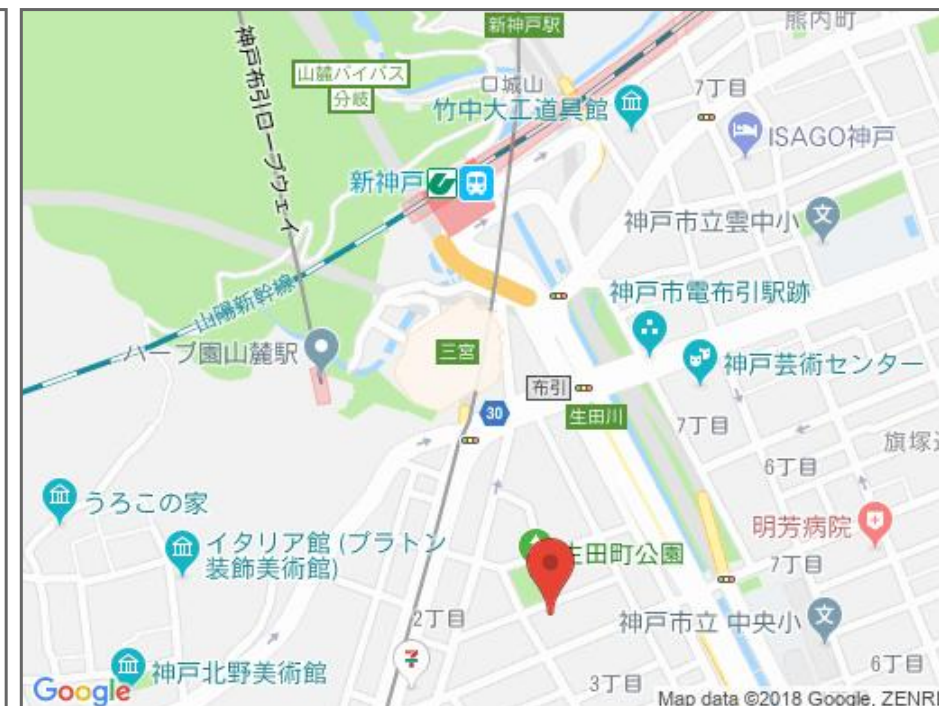 新神戸駅
熊内町
神戸布引ロープウェイ
山麓バイパス
分岐
口城山
7丁目
竹中大工道具館
ISAGO神戸
新神戸
神戸市立雲中小
山陽新幹線
神戸市電布引駅跡
ハーブ園山麓駅
三宮
神戸芸術センター
布引
30
生田川
7丁目
旗塚
6丁目
うろこの家
イタリア館 (プラトン
装飾美術館)
明芳病院
生田町公園
7丁目
2丁目
神戸市立 中央小
神戸北野美術館
7
6丁目
3丁目
Google
Map data ©2018 Google, ZENRI